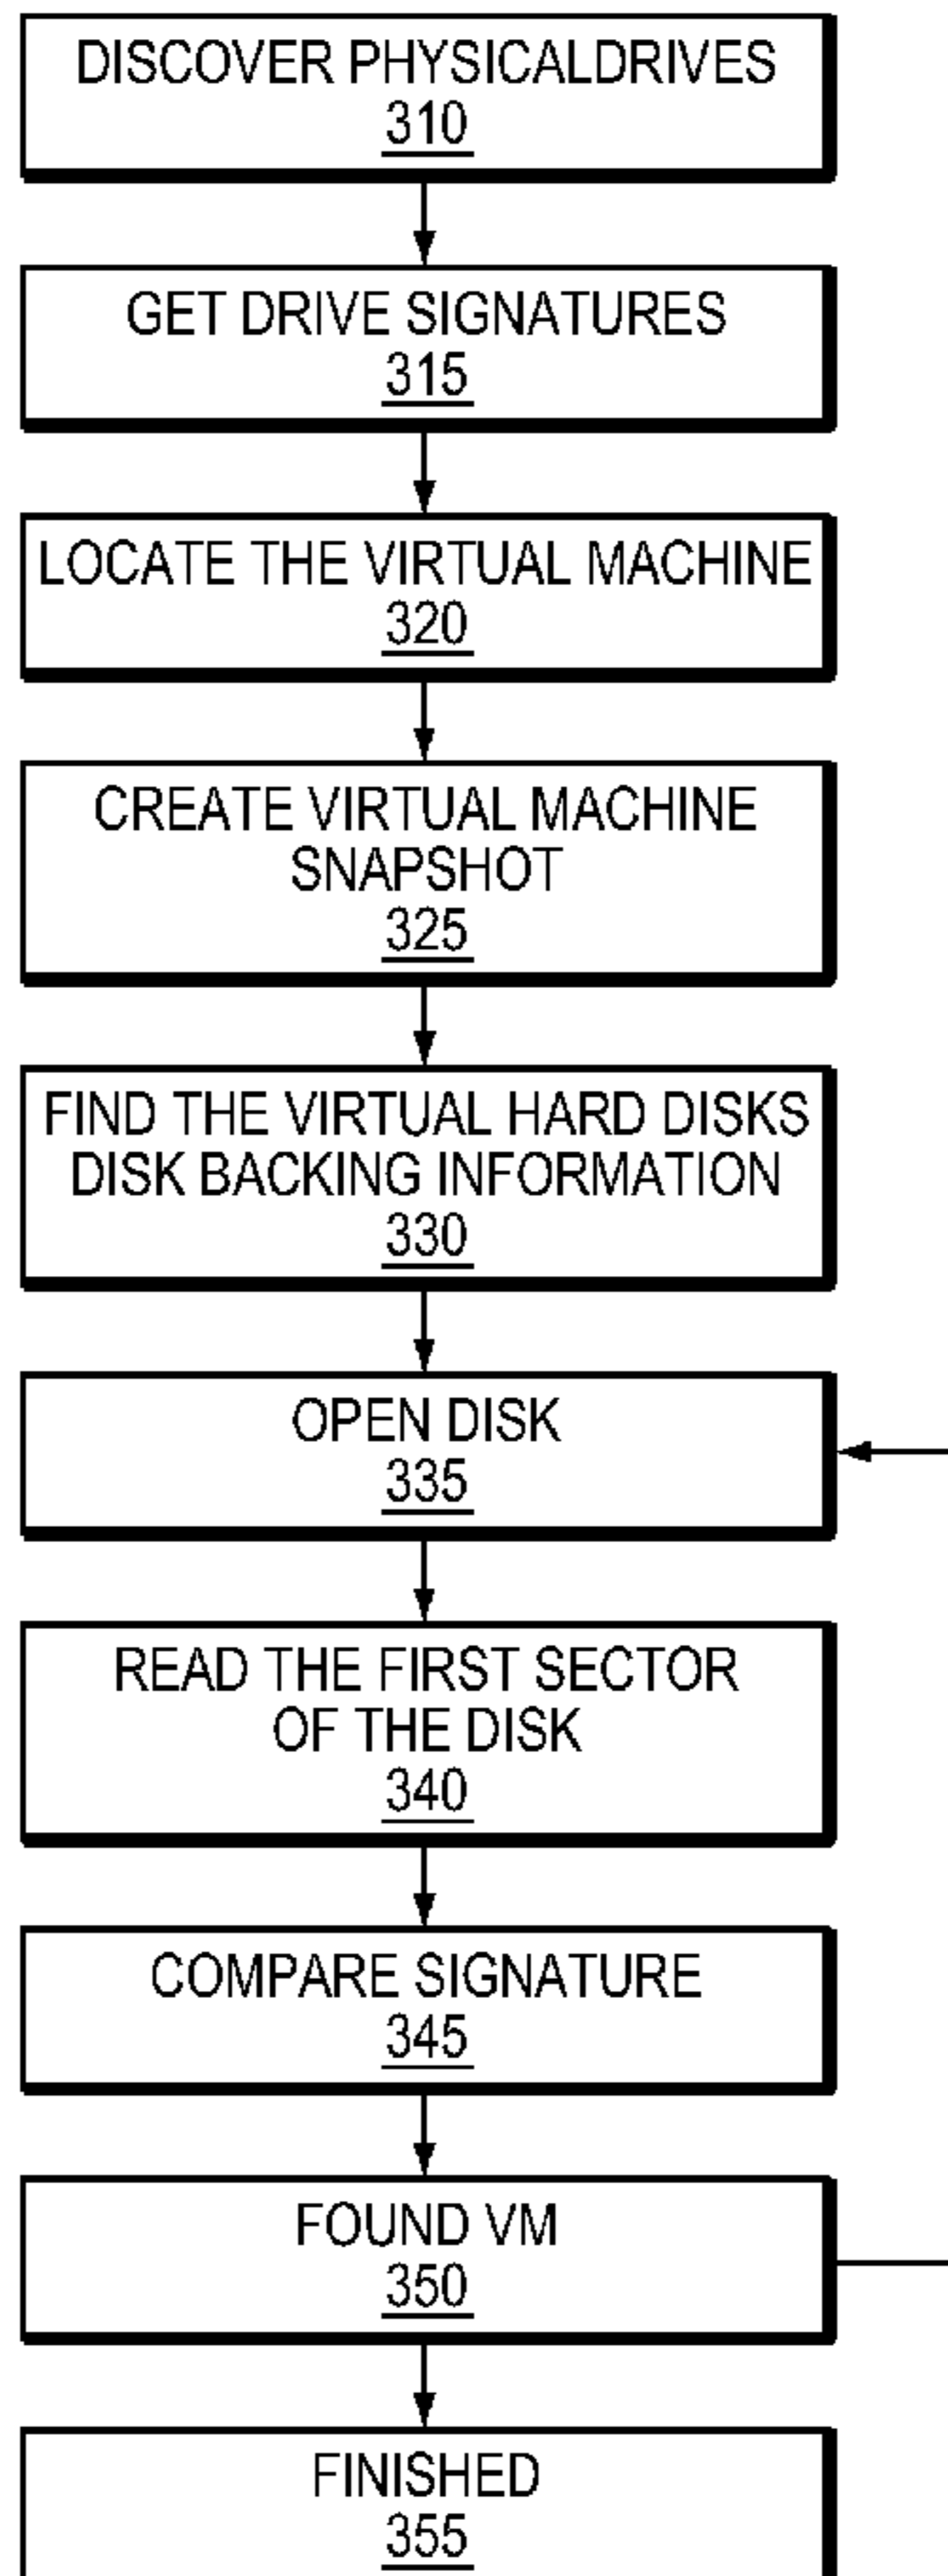 DISCOVER PHYSICALDRIVES
310
GET DRIVE SIGNATURES
315
LOCATE THE VIRTUAL MACHINE
320
CREATE VIRTUAL MACHINE
SNAPSHOT
325
FIND THE VIRTUAL HARD DISKS
DISK BACKING INFORMATION
330
OPEN DISK
335
READ THE FIRST SECTOR
OF THE DISK
340
COMPARE SIGNATURE
345
FOUND VM
350
FINISHED
355